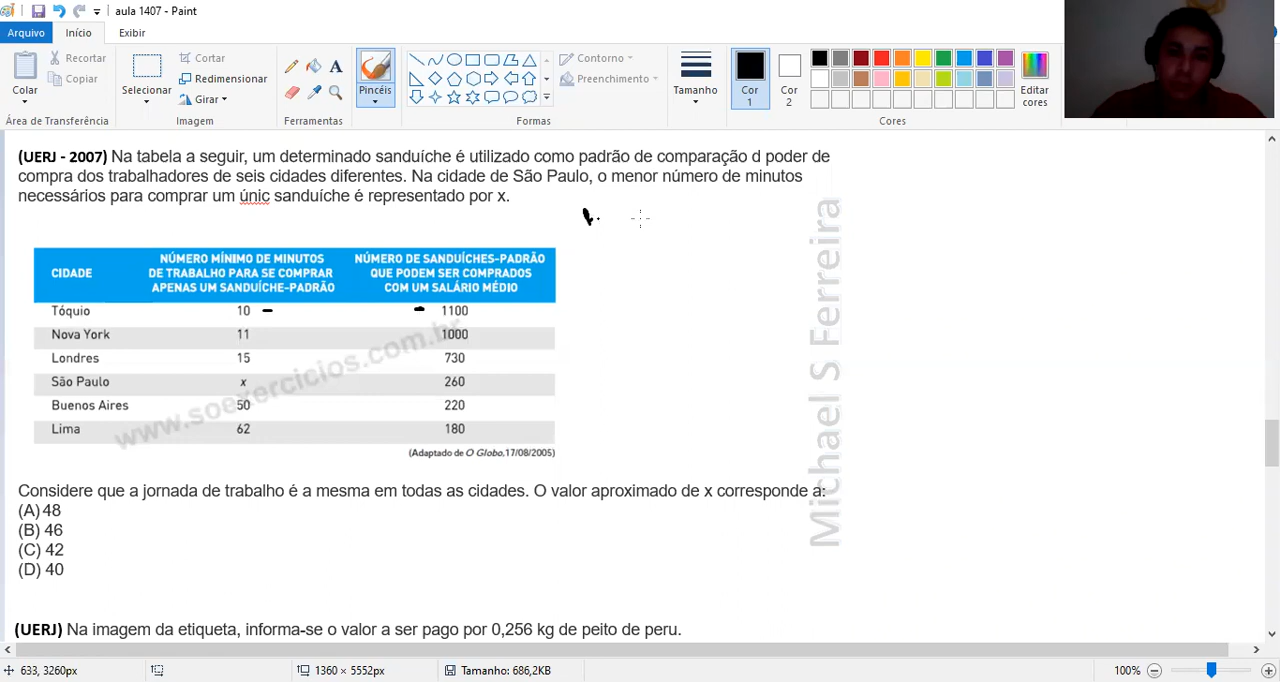 aula 1407 - Paint
Arquivo Início Exibir
Colar
Recortar
Copiar
Área de Transferência
Selecionar
Cortar
Redimensionar
Girar
Imagem
A
Ferramentas
Pincéis
Contorno
Preenchimento
Formas
Tamanho
Cor 1
Cor 2
Editar cores
Cores
(UERJ - 2007) Na tabela a seguir, um determinado sanduíche é utilizado como padrão de comparação d poder de
compra dos trabalhadores de seis cidades diferentes. Na cidade de São Paulo, o menor número de minutos
necessários para comprar um únic sanduíche é representado por x.
CIDADE
NÚMERO MÍNIMO DE MINUTOS
DE TRABALHO PARA SE COMPRAR
APENAS UM SANDUÍCHE-PADRÃO
NÚMERO DE SANDUÍCHES-PADRÃO
QUE PODEM SER COMPRADOS
COM UM SALÁRIO MÉDIO
Tóquio 10 1100
Nova York 11 1000
Londres 15 730
São Paulo x 260
Buenos Aires 50 220
Lima 62 180
www.soexercicios.com.br
(Adaptado de O Globo,17/08/2005)
Michael S Ferreira
Considere que a jornada de trabalho é a mesma em todas as cidades. O valor aproximado de x corresponde a:
(A) 48
(B) 46
(C) 42
(D) 40
(UERJ) Na imagem da etiqueta, informa-se o valor a ser pago por 0,256 kg de peito de peru.
633, 3260px
1360 × 5552px
Tamanho: 686,2KB
100%